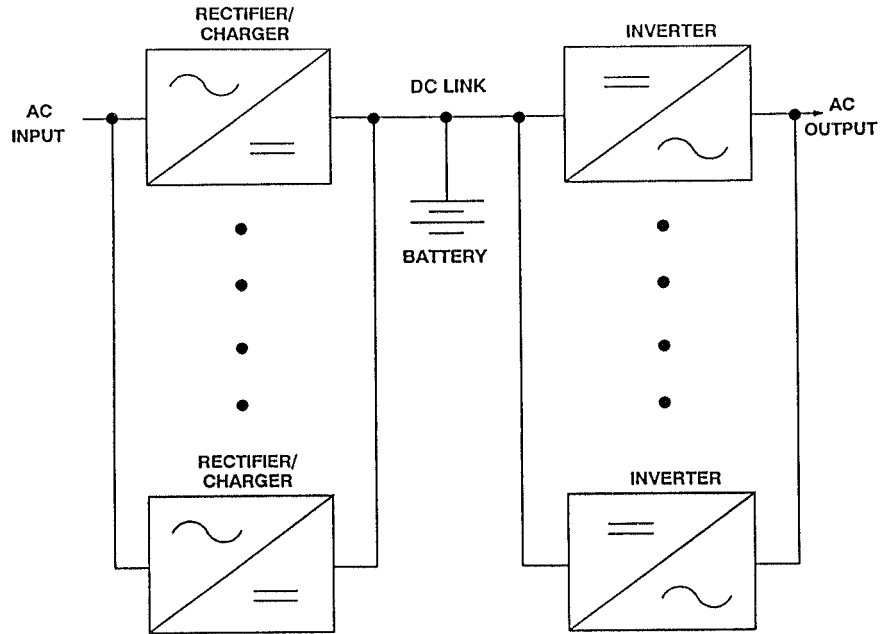 RECTIFIER/
CHARGER
INVERTER
DC LINK
AC
INPUT
AC
OUTPUT
BATTERY
RECTIFIER/
CHARGER
INVERTER